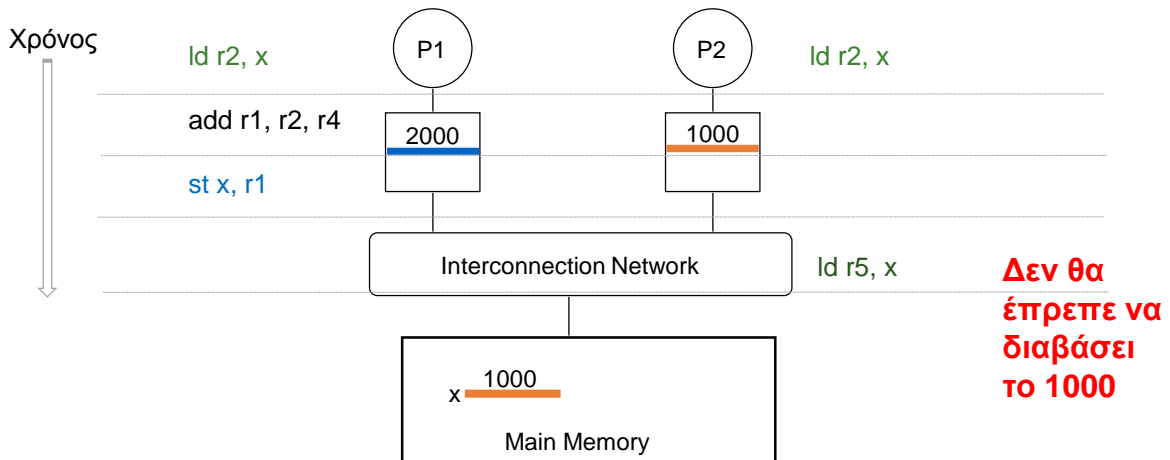 Χρόνος
ld r2, x
P1
P2
ld r2, x
add r1, r2, r4
2000
1000
st x, r1
Interconnection Network
ld r5, x
Δεν θα
έπρεπε να
διαβάσει
το 1000
1000
x
Main Memory